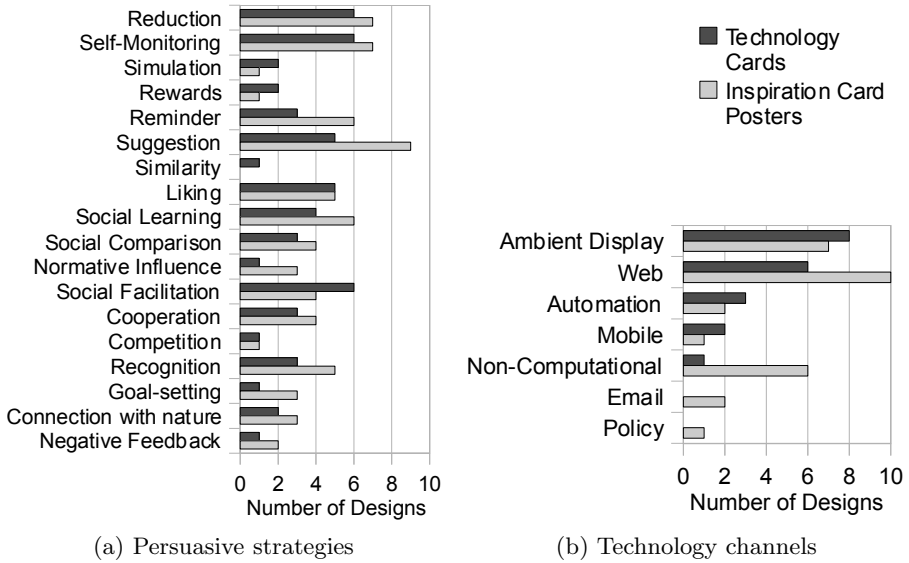 Reduction
Self-Monitoring
Simulation
Rewards
Reminder
Suggestion
Similarity
Liking
Social Learning
Social Comparison
Normative Influence
Social Facilitation
Cooperation
Competition
Recognition
Goal-setting
Connection with nature
Negative Feedback
0 2 4 6 8 10
Number of Designs
(a) Persuasive strategies
Technology
Cards
Inspiration Card
Posters
Ambient Display
Web
Automation
Mobile
Non-Computational
Email
Policy
0 2 4 6 8 10
Number of Designs
(b) Technology channels